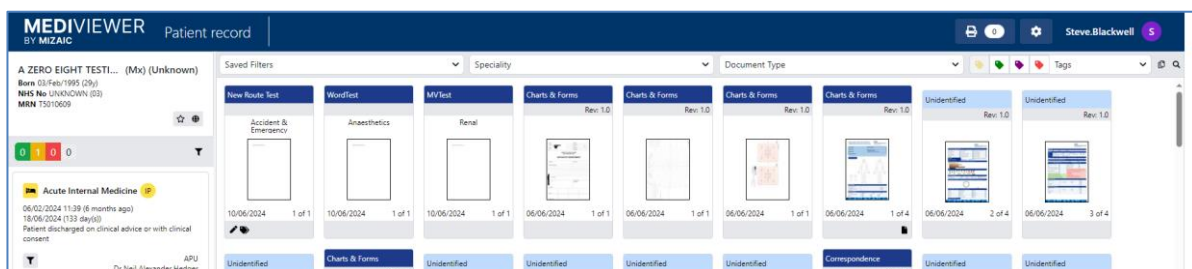 MEDIVIEWER
BY MIZAIC
Patient record
0
Steve.Blackwell
S
A ZERO EIGHT TESTI... (Mx) (Unknown)
Born 03/Feb/1995 (29y)
NHS No UNKNOWN (03)
MRN T5010609
0 1 0 0
Acute Internal Medicine IP
06/02/2024 11:39 (6 months ago)
18/06/2024 (133 day(s))
Patient discharged on clinical advice or with clinical
consent
APU
Dr Neil Alexander Hedger
Saved Filters
Speciality
Document Type
Tags
New Route Test
Accident &
Emergency
10/06/2024 1 of 1
WordTest
Anaesthetics
10/06/2024 1 of 1
MVTest
Renal
10/06/2024 1 of 1
Charts & Forms
Rev: 1.0
06/06/2024 1 of 1
Charts & Forms
Rev: 1.0
06/06/2024 1 of 1
Charts & Forms
Rev: 1.0
06/06/2024 1 of 1
Charts & Forms
Rev: 1.0
06/06/2024 1 of 4
Unidentified
Rev: 1.0
06/06/2024 2 of 4
Unidentified
Rev: 1.0
06/06/2024 3 of 4
Unidentified
Charts & Forms
Unidentified
Unidentified
Unidentified
Unidentified
Correspondence
Unidentified
Unidentified